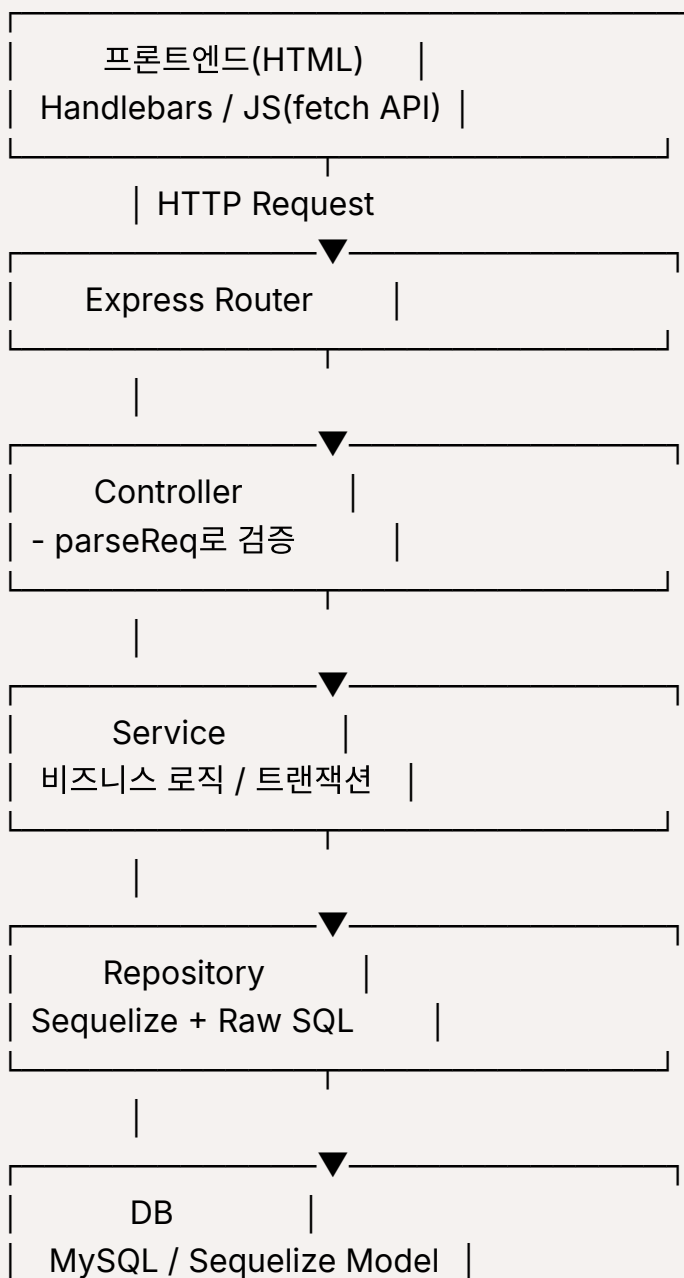 프론트엔드(HTML)
Handlebars / JS(fetch API)
HTTP Request
Express Router
Controller
- parseReq로 검증
Service
비즈니스 로직 / 트랜잭션
Repository
Sequelize + Raw SQL
DB
MySQL / Sequelize Model